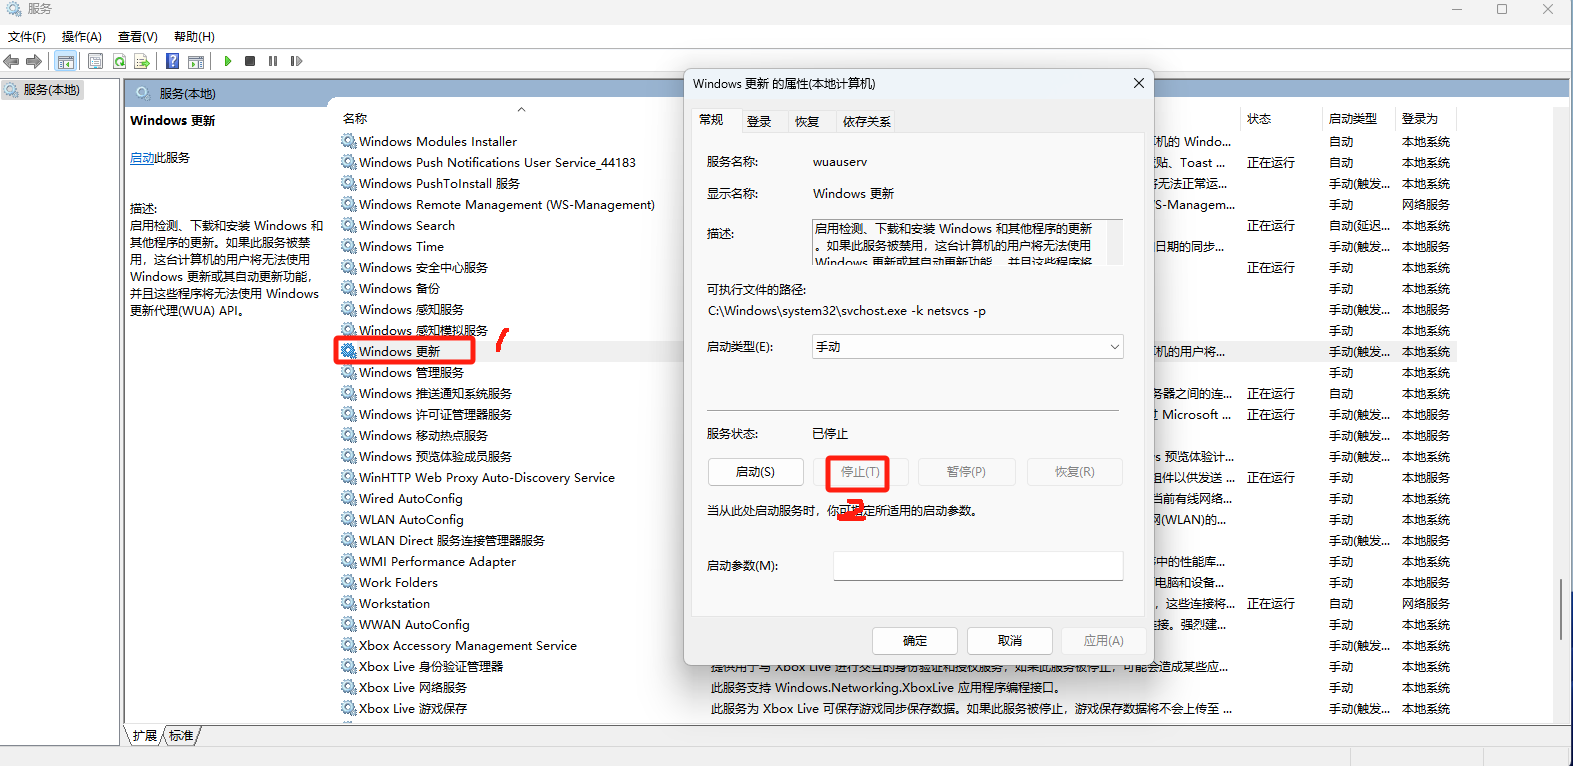 服务
文件(F) 操作(A) 查看(V) 帮助(H)
服务(本地)
服务(本地)
Windows 更新
启动此服务
描述:
启用检测、下载和安装 Windows 和
其他程序的更新。如果此服务被禁
用，这台计算机的用户将无法使用
Windows 更新或其自动更新功能，
并且这些程序将无法使用 Windows
更新代理(WUA) API。
名称 状态 启动类型 登录为
Windows Modules Installer 机的 Windo... 自动 本地系统
Windows Push Notifications User Service_44183 贴、Toast ... 正在运行 自动 本地系统
Windows PushToInstall 服务 无法正常运... 手动(触发... 本地系统
Windows Remote Management (WS-Management) S-Managem... 手动 网络服务
Windows Search 正在运行 自动(延迟... 本地系统
Windows Time 日期的同步... 手动(触发... 本地服务
Windows 安全中心服务 正在运行 手动 本地系统
Windows 备份 手动 本地系统
Windows 感知服务 手动(触发... 本地服务
Windows 感知模拟服务 手动 本地系统
Windows 更新 1 机的用户将... 手动(触发... 本地系统
Windows 管理服务 手动 本地系统
Windows 推送通知系统服务 务器之间的连... 正在运行 自动 本地系统
Windows 许可证管理器服务 Microsoft ... 正在运行 手动(触发... 本地服务
Windows 移动热点服务 手动(触发... 本地服务
Windows 预览体验成员服务 预览体验计... 手动(触发... 本地系统
WinHTTP Web Proxy Auto-Discovery Service 组件以供发送 ... 正在运行 手动 本地服务
Wired AutoConfig 当前有线网络... 手动 本地系统
WLAN AutoConfig 网(WLAN)的... 手动 本地系统
WLAN Direct 服务连接管理器服务 手动(触发... 本地服务
WMI Performance Adapter 中的性能库... 手动 本地系统
Work Folders 电脑和设备... 手动 本地服务
Workstation ，这些连接将... 正在运行 自动 网络服务
WWAN AutoConfig 接。强烈建... 手动 本地系统
Xbox Accessory Management Service 手动(触发... 本地系统
Xbox Live 身份验证管理器 提供用于与 Xbox Live 进行交互的身份验证和授权服务，如果此服务被停止，可能会造成某些应... 手动 本地系统
Xbox Live 网络服务 此服务支持 Windows.Networking.XboxLive 应用程序编程接口。 手动 本地系统
Xbox Live 游戏保存 此服务为 Xbox Live 可保存游戏同步保存数据。如果此服务被停止，游戏保存数据将不会上传至 ... 手动(触发... 本地系统
扩展 标准
Windows 更新 的属性(本地计算机)
常规 登录 恢复 依存关系
服务名称: wuauserv
显示名称: Windows 更新
描述: 启用检测、下载和安装 Windows 和其他程序的更新
。如果此服务被禁用，这台计算机的用户将无法使用
Windows 更新或其自动更新功能，并且这些程序将
可执行文件的路径:
C:\Windows\system32\svchost.exe -k netsvcs -p
启动类型(E): 手动
服务状态: 已停止
启动(S) 停止(T) 暂停(P) 恢复(R)
2
当从此处启动服务时，你可指定所适用的启动参数。
启动参数(M):
确定 取消 应用(A)